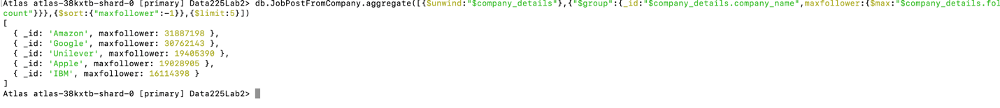 Atlas atlas-38kxtb-shard-0 [primary] Data225Lab2> db.JobPostFromCompany.aggregate([{$unwind:"$company_details"},{"$group":{_id:"$company_details.company_name",maxfollower:{$max:"$company_details.fol
count"}}},{$sort:{"maxfollower":-1}},{$limit:5}])
[
  { _id: 'Amazon', maxfollower: 31887198 },
  { _id: 'Google', maxfollower: 30762143 },
  { _id: 'Unilever', maxfollower: 19405390 },
  { _id: 'Apple', maxfollower: 19028905 },
  { _id: 'IBM', maxfollower: 16114398 }
]
Atlas atlas-38kxtb-shard-0 [primary] Data225Lab2>